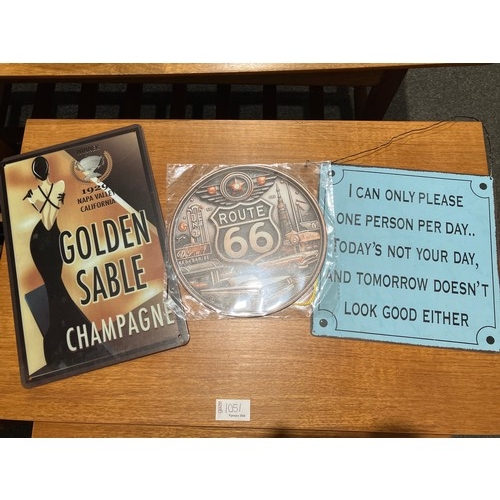 1929
NAPA VALLEY
CALIFORNIA
GOLDEN
SABLE
CHAMPAGNE
ROUTE
66
I CAN ONLY PLEASE
ONE PERSON PER DAY..
TODAY'S NOT YOUR DAY,
AND TOMORROW DOESN'T
LOOK GOOD EITHER
1051